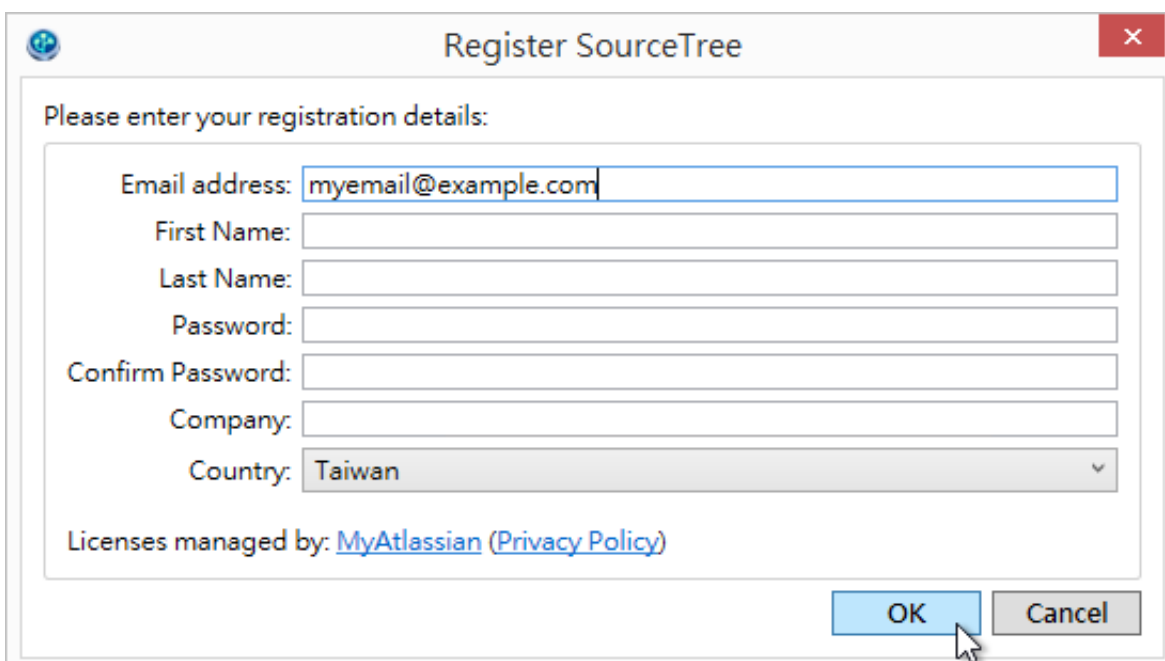 Register SourceTree
Please enter your registration details:
Email address: myemail@example.com
First Name:
Last Name:
Password:
Confirm Password:
Company:
Country: Taiwan
Licenses managed by: MyAtlassian (Privacy Policy)
OK Cancel